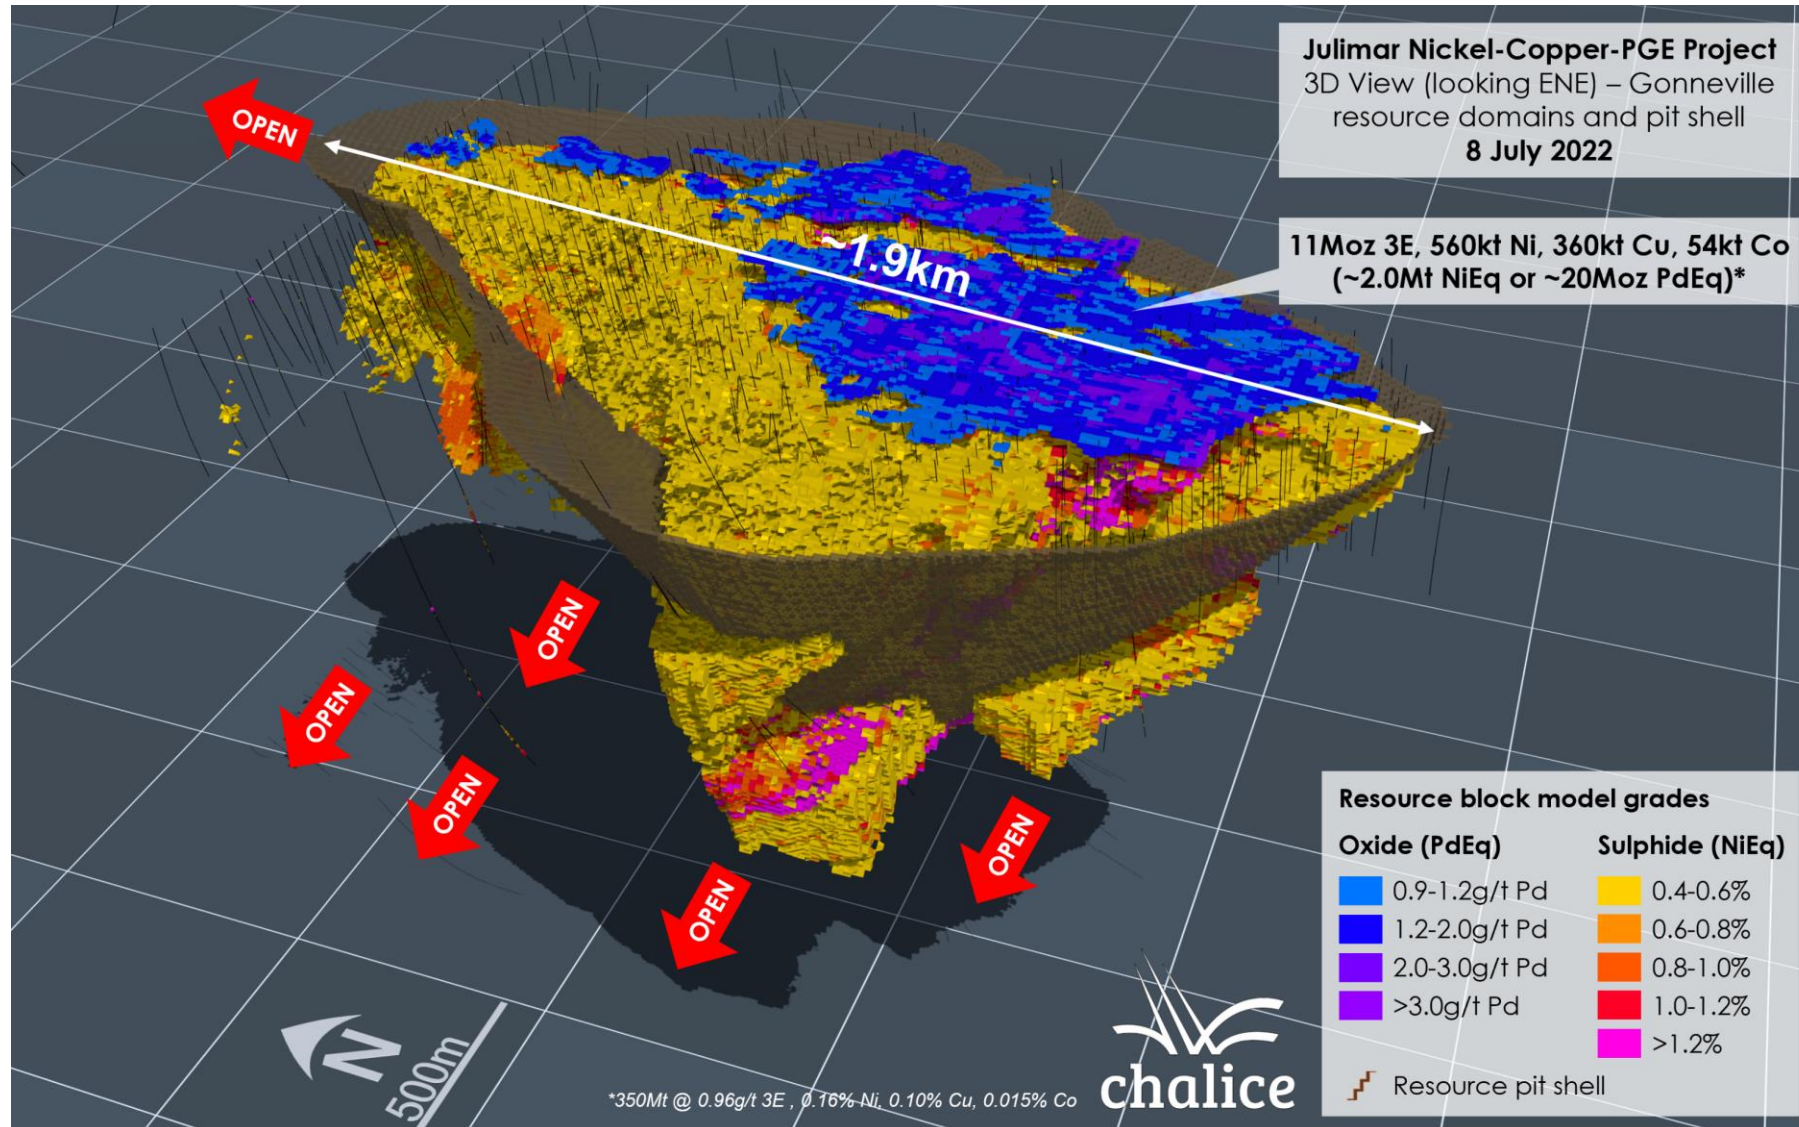 Julimar Nickel-Copper-PGE Project
3D View (looking ENE) – Gonneville
resource domains and pit shell
8 July 2022
OPEN
~1.9km
11Moz 3E, 560kt Ni, 360kt Cu, 54kt Co
(~2.0Mt NiEq or ~20Moz PdEq)*
OPEN
OPEN
OPEN
OPEN
OPEN
Resource block model grades
Oxide (PdEq)
0.9-1.2g/t Pd
1.2-2.0g/t Pd
2.0-3.0g/t Pd
>3.0g/t Pd
Sulphide (NiEq)
0.4-0.6%
0.6-0.8%
0.8-1.0%
1.0-1.2%
>1.2%
Resource pit shell
N
500m
*350Mt @ 0.96g/t 3E , 0.16% Ni, 0.10% Cu, 0.015% Co
chalice